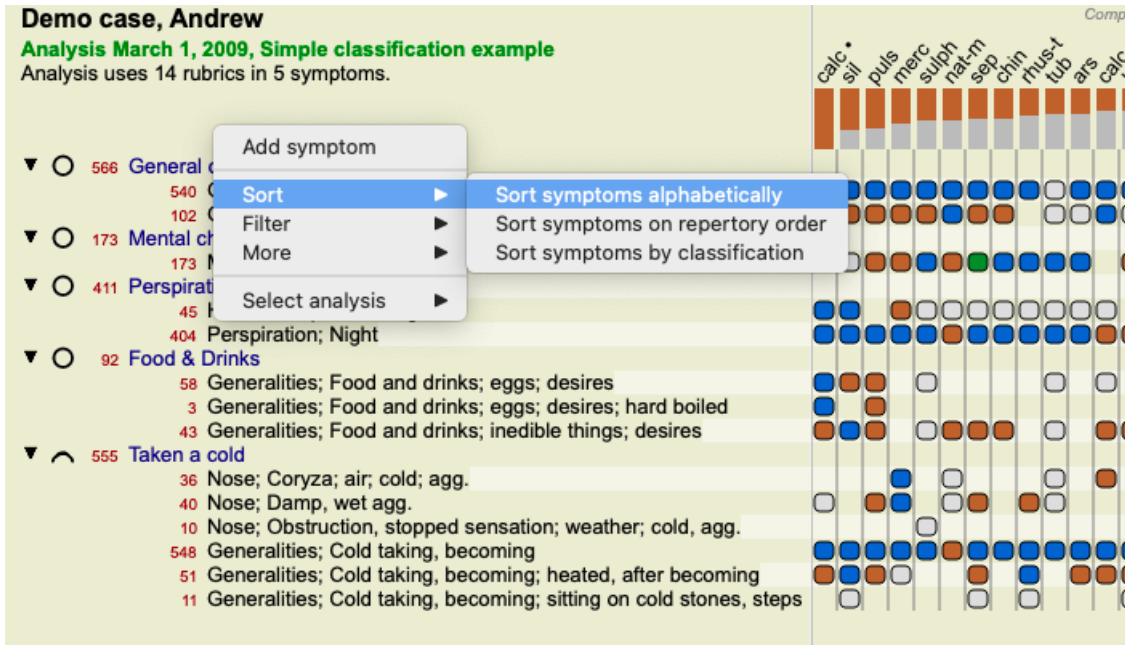 Demo case, Andrew
Comp
Analysis March 1, 2009, Simple classification example
Analysis uses 14 rubrics in 5 symptoms.
calc • sil puls merc sulph nat-m sep chin rhus-t tub ars calc
Add symptom
566 General
Sort
Sort symptoms alphabetically
540
Filter
Sort symptoms on repertory order
102
173 Mental ch
More
Sort symptoms by classification
173
411 Perspirati
Select analysis
45
404 Perspiration; Night
92 Food & Drinks
58 Generalities; Food and drinks; eggs; desires
3 Generalities; Food and drinks; eggs; desires; hard boiled
43 Generalities; Food and drinks; inedible things; desires
555 Taken a cold
36 Nose; Coryza; air; cold; agg.
40 Nose; Damp, wet agg.
10 Nose; Obstruction, stopped sensation; weather; cold, agg.
548 Generalities; Cold taking, becoming
51 Generalities; Cold taking, becoming; heated, after becoming
11 Generalities; Cold taking, becoming; sitting on cold stones, steps